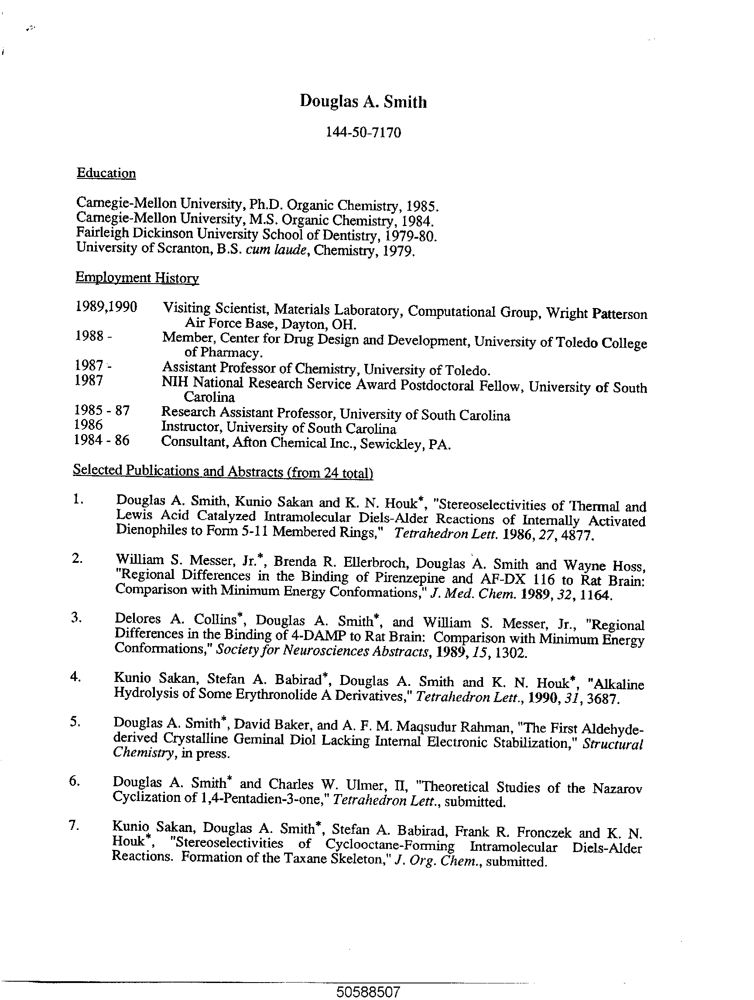 Douglas A. Smith
144-50-7170
Education
Carnegie-Mellon University, Ph.D. Organic Chemistry, 1985.
Carnegie-Mellon University, M.S. Organic Chemistry, 1984.
Fairleigh Dickinson University School of Dentistry, 1979-80.
University of Scranton, B.S. cum laude, Chemistry, 1979.
Employment History
1989,1990 Visiting Scientist, Materials Laboratory, Computational Group, Wright Patterson
Air Force Base, Dayton, OH.
1988 - Member, Center for Drug Design and Development, University of Toledo College
of Pharmacy.
1987 - Assistant Professor of Chemistry, University of Toledo.
1987 NIH National Research Service Award Postdoctoral Fellow, University of South
Carolina
1985 - 87 Research Assistant Professor, University of South Carolina
1986 Instructor, University of South Carolina
1984 - 86 Consultant, Afton Chemical Inc., Sewickley, PA.
Selected Publications and Abstracts (from 24 total)
1. Douglas A. Smith, Kunio Sakan and K. N. Houk*, "Stereoselectivities of Thermal and
Lewis Acid Catalyzed Intramolecular Diels-Alder Reactions of Internally Activated
Dienophiles to Form 5-11 Membered Rings," Tetrahedron Lett. 1986, 27, 4877.
2. William S. Messer, Jr.*, Brenda R. Ellerbroch, Douglas A. Smith and Wayne Hoss,
"Regional Differences in the Binding of Pirenzepine and AF-DX 116 to Rat Brain:
Comparison with Minimum Energy Conformations," J. Med. Chem. 1989, 32, 1164.
3. Delores A. Collins*, Douglas A. Smith*, and William S. Messer, Jr., "Regional
Differences in the Binding of 4-DAMP to Rat Brain: Comparison with Minimum Energy
Conformations," Society for Neurosciences Abstracts, 1989, 15, 1302.
4. Kunio Sakan, Stefan A. Babirad*, Douglas A. Smith and K. N. Houk*, "Alkaline
Hydrolysis of Some Erythronolide A Derivatives," Tetrahedron Lett., 1990, 31, 3687.
5. Douglas A. Smith*, David Baker, and A. F. M. Maqsudur Rahman, "The First Aldehyde-
derived Crystalline Geminal Diol Lacking Internal Electronic Stabilization," Structural
Chemistry, in press.
6. Douglas A. Smith* and Charles W. Ulmer, II, "Theoretical Studies of the Nazarov
Cyclization of 1,4-Pentadien-3-one," Tetrahedron Lett., submitted.
7. Kunio Sakan, Douglas A. Smith*, Stefan A. Babirad, Frank R. Fronczek and K. N.
Houk*, "Stereoselectivities of Cyclooctane-Forming Intramolecular Diels-Alder
Reactions. Formation of the Taxane Skeleton," J. Org. Chem., submitted.
50588507